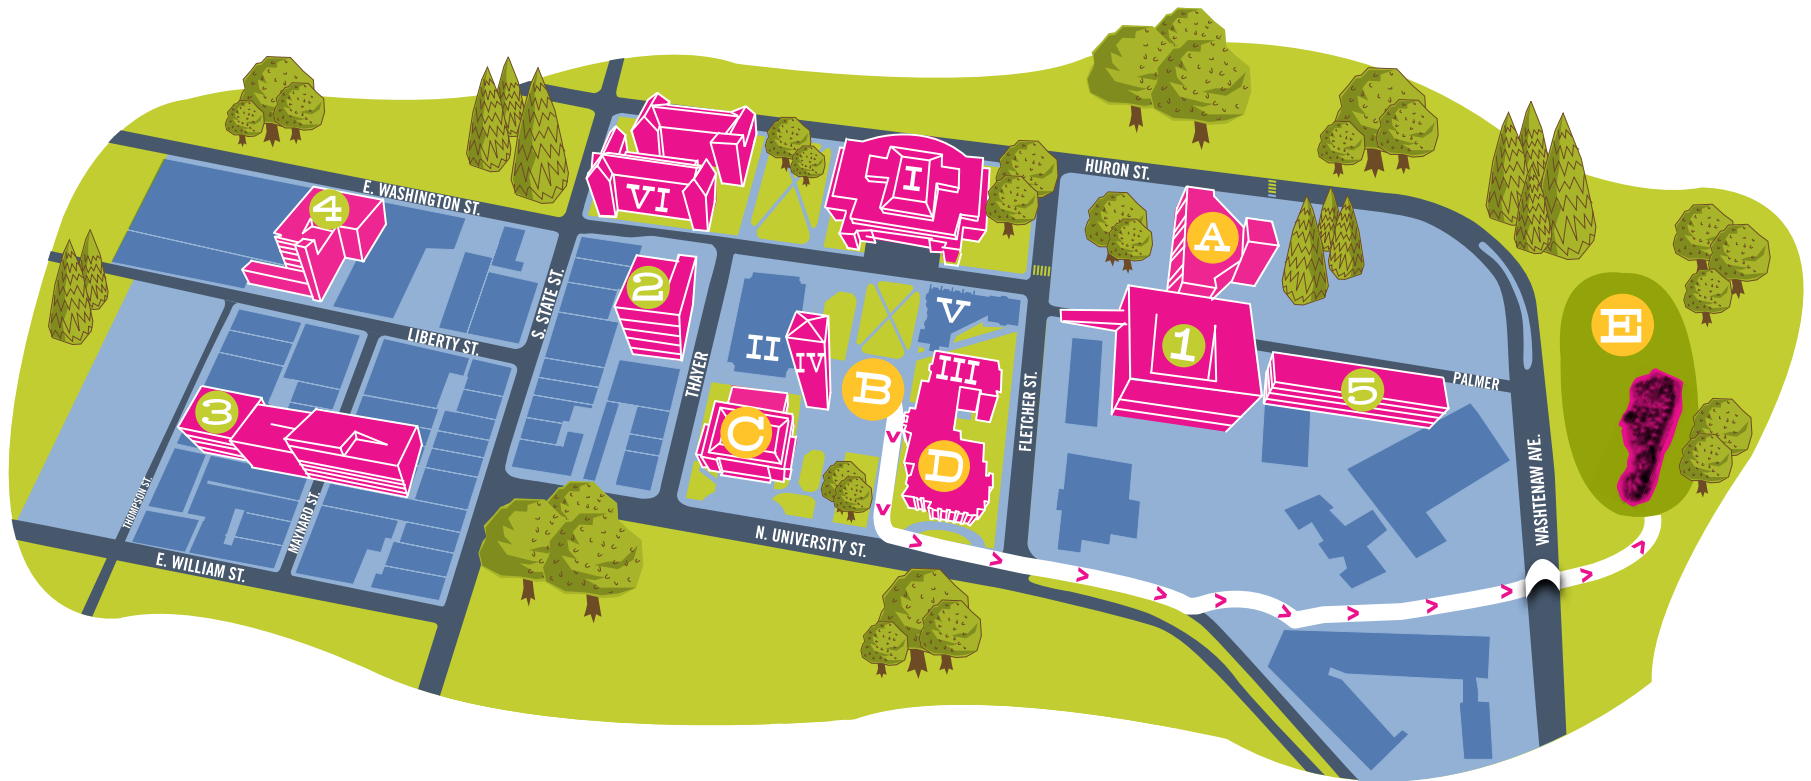 HURON ST.
E. WASHINGTON ST.
VI
I
4
A
S. STATE ST.
2
II
IV
V
LIBERTY ST.
THAYER
B
III
FLETCHER ST.
1
5
PALMER
E
3
C
D
THOMPSON ST.
MAYNARD ST.
WASHTENAW AVE.
N. UNIVERSITY ST.
E. WILLIAM ST.